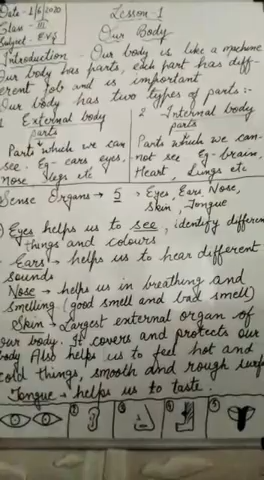 Date - 1/6/2020
Class - III
Subject - E.V.S
Lesson - 1
Our Body
Introduction - Our body is like a machine
Our body has parts, each part has diff-
erent job and is important
Our body has two types of parts:-
1 External body
parts
Parts which we can
see. Eg - ears eyes,
nose legs etc
2 Internal body
parts
Parts which we can-
not see. Eg - brain,
Heart, Lungs etc
Sense Organs → 5 → Eyes, Ears, Nose,
Skin, Tongue
Eyes helps us to see, identify different
things and colours
Ears → helps us to hear different
sounds
Nose → helps us in breathing and
smelling (good smell and bad smell)
Skin → Largest external organ of
our body. It covers and protects our
body Also helps us to feel hot and
cold things, smooth and rough surf
Tongue → helps us to taste.